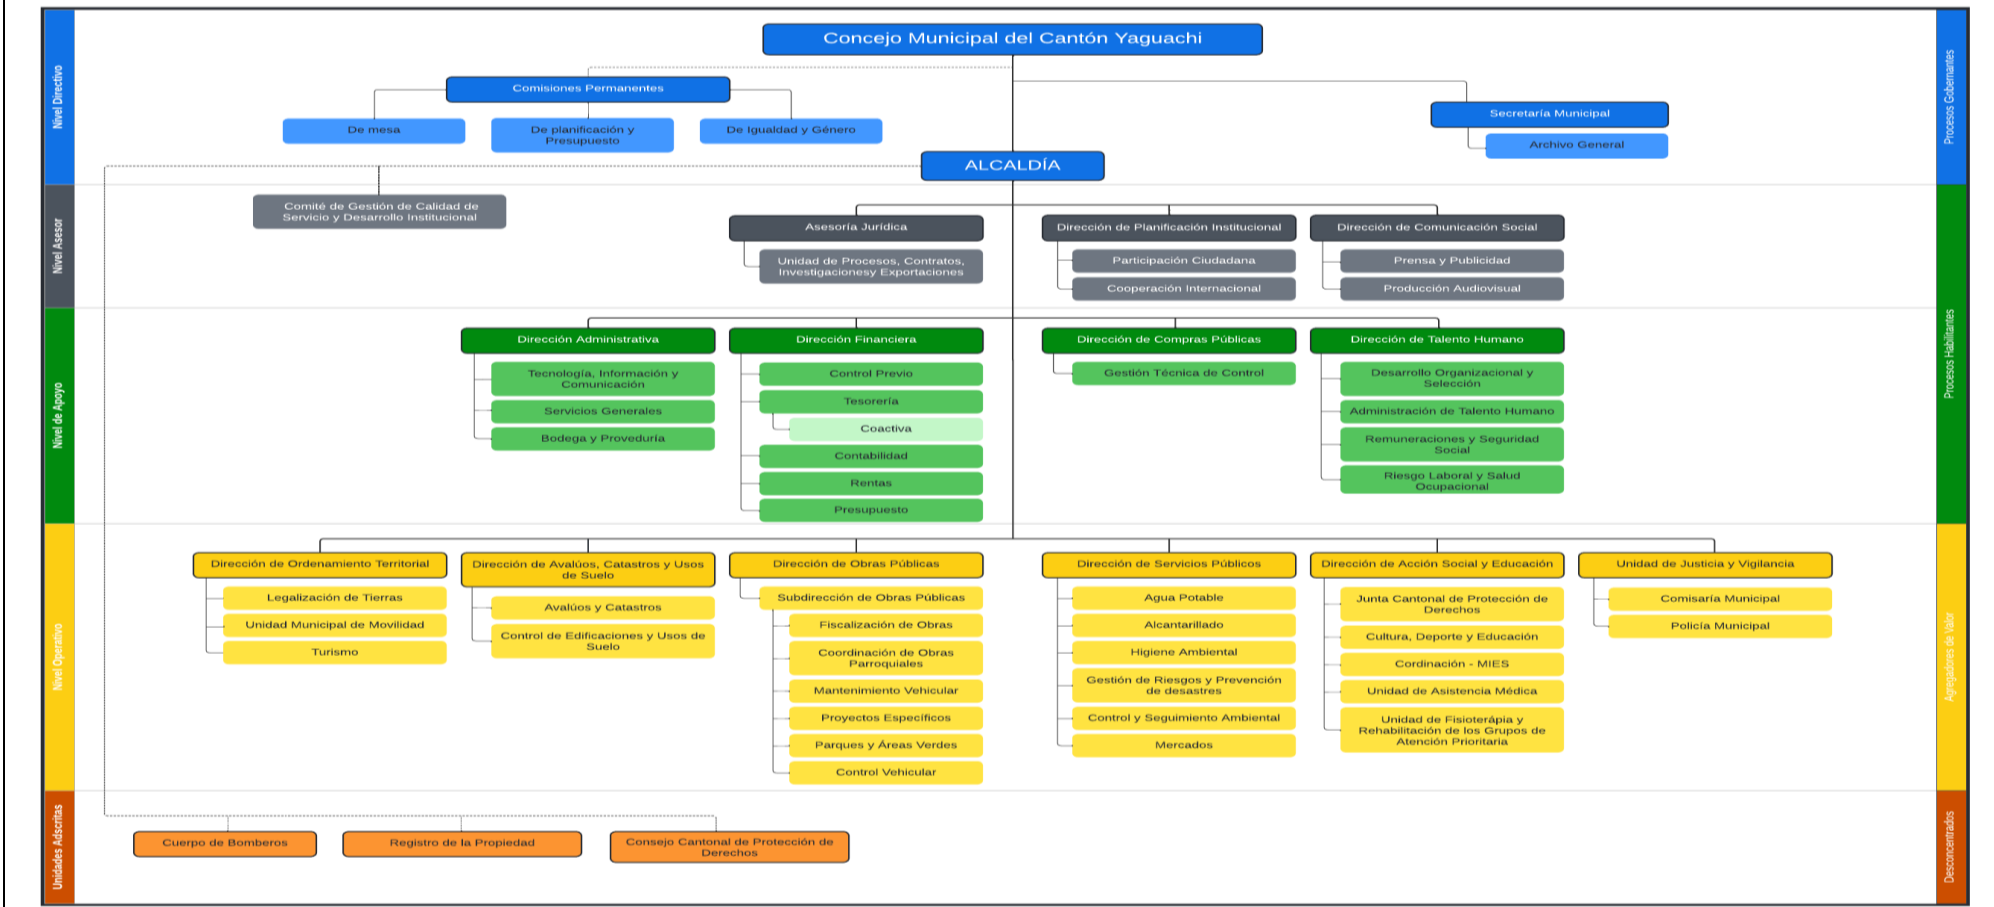 Concejo Municipal del Cantón Yaguachi
Nivel Directivo
Procesos Gobernantes
Comisiones Permanentes
De mesa
De planificación y
Presupuesto
De Igualdad y Género
Secretaría Municipal
Archivo General
ALCALDÍA
Nivel Asesor
Procesos Habilitantes
Comité de Gestión de Calidad de
Servicio y Desarrollo Institucional
Asesoría Jurídica
Unidad de Procesos, Contratos,
Investigacionesy Exportaciones
Dirección de Planificación Institucional
Participación Ciudadana
Cooperación Internacional
Dirección de Comunicación Social
Prensa y Publicidad
Producción Audiovisual
Nivel de Apoyo
Dirección Administrativa
Tecnología, Información y
Comunicación
Servicios Generales
Bodega y Proveduría
Dirección Financiera
Control Previo
Tesorería
Coactiva
Contabilidad
Rentas
Presupuesto
Dirección de Compras Públicas
Gestión Técnica de Control
Dirección de Talento Humano
Desarrollo Organizacional y
Selección
Administración de Talento Humano
Remuneraciones y Seguridad
Social
Riesgo Laboral y Salud
Ocupacional
Nivel Operativo
Agregadores de Valor
Dirección de Ordenamiento Territorial
Legalización de Tierras
Unidad Municipal de Movilidad
Turismo
Dirección de Avalúos, Catastros y Usos
de Suelo
Avalúos y Catastros
Control de Edificaciones y Usos de
Suelo
Dirección de Obras Públicas
Subdirección de Obras Públicas
Fiscalización de Obras
Coordinación de Obras
Parroquiales
Mantenimiento Vehicular
Proyectos Específicos
Parques y Áreas Verdes
Control Vehicular
Dirección de Servicios Públicos
Agua Potable
Alcantarillado
Higiene Ambiental
Gestión de Riesgos y Prevención
de desastres
Control y Seguimiento Ambiental
Mercados
Dirección de Acción Social y Educación
Junta Cantonal de Protección de
Derechos
Cultura, Deporte y Educación
Cordinación - MIES
Unidad de Asistencia Médica
Unidad de Fisioterápia y
Rehabilitación de los Grupos de
Atención Prioritaria
Unidad de Justicia y Vigilancia
Comisaría Municipal
Policía Municipal
Unidades Adscritas
Desconcentrados
Cuerpo de Bomberos
Registro de la Propiedad
Consejo Cantonal de Protección de
Derechos